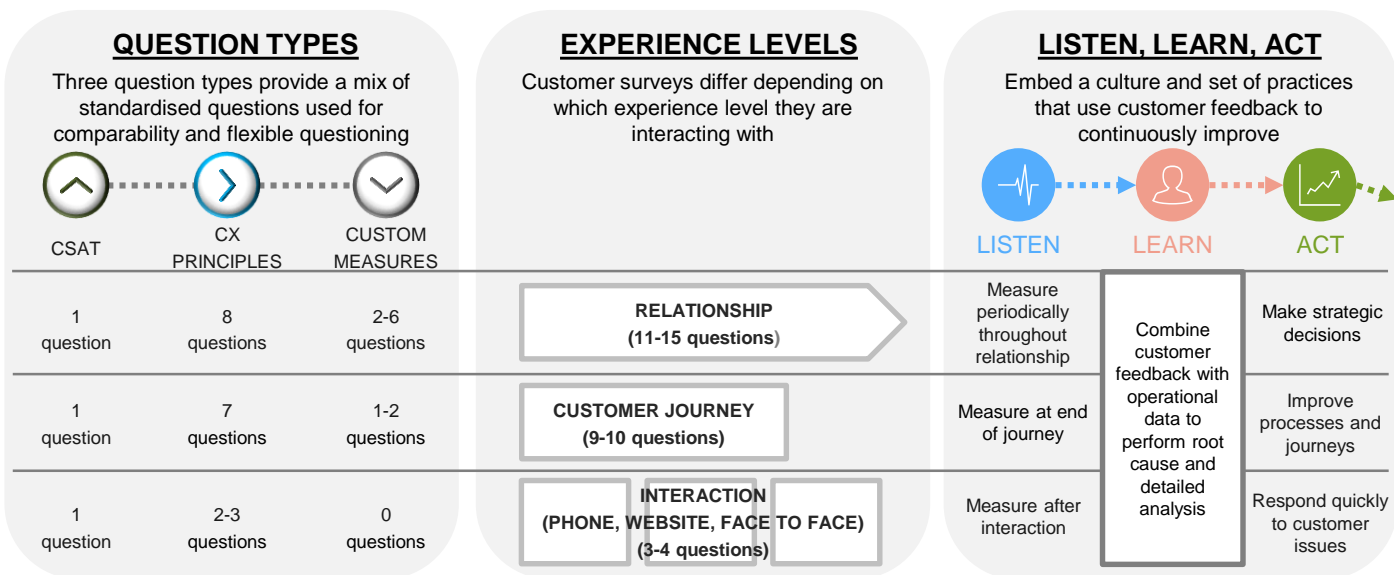 QUESTION TYPES
Three question types provide a mix of
standardised questions used for
comparability and flexible questioning
CSAT
CX
PRINCIPLES
CUSTOM
MEASURES
EXPERIENCE LEVELS
Customer surveys differ depending on
which experience level they are
interacting with
LISTEN, LEARN, ACT
Embed a culture and set of practices
that use customer feedback to
continuously improve
LISTEN
LEARN
ACT
1
question
8
questions
2-6
questions
RELATIONSHIP
(11-15 questions)
Measure
periodically
throughout
relationship
Make strategic
decisions
1
question
7
questions
1-2
questions
CUSTOMER JOURNEY
(9-10 questions)
Measure at end
of journey
Improve
processes and
journeys
1
question
2-3
questions
0
questions
INTERACTION
(PHONE, WEBSITE, FACE TO FACE)
(3-4 questions)
Measure after
interaction
Combine
customer
feedback with
operational
data to
perform root
cause and
detailed
analysis
Respond quickly
to customer
issues